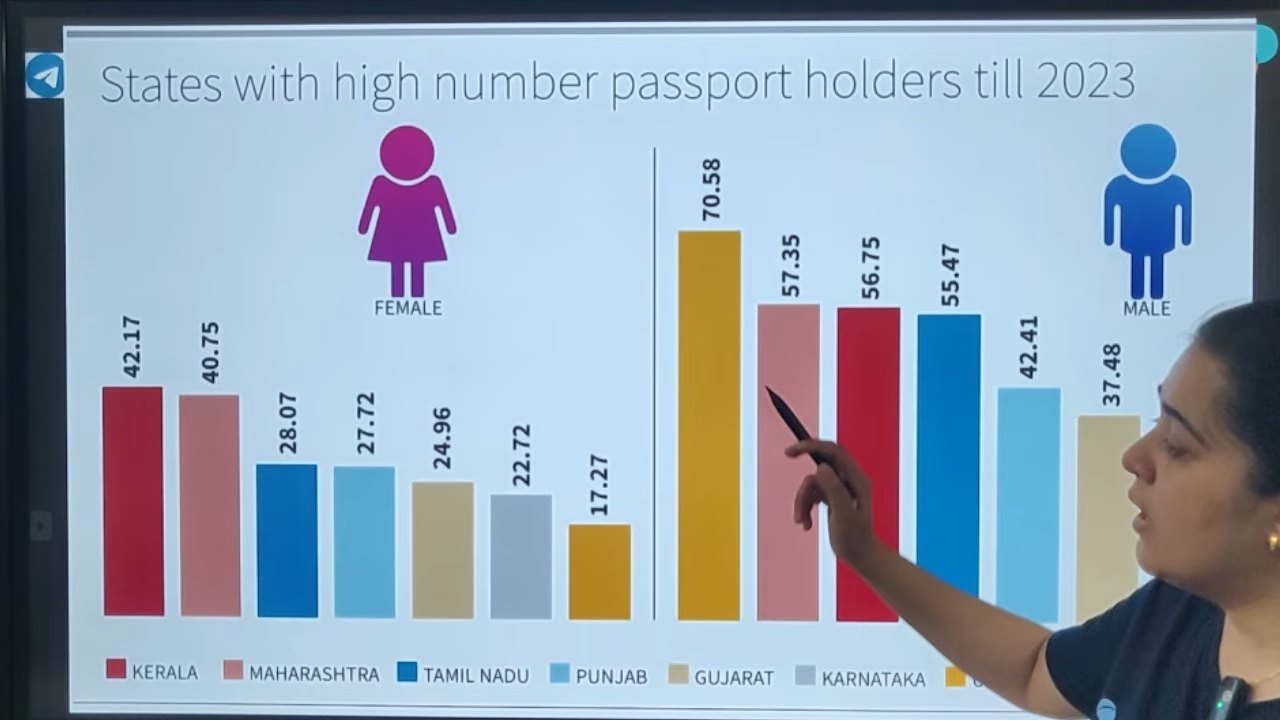 States with high number passport holders till 2023
FEMALE
MALE
42.17
40.75
28.07
27.72
24.96
22.72
17.27
70.58
57.35
56.75
55.47
42.41
37.48
KERALA
MAHARASHTRA
TAMIL NADU
PUNJAB
GUJARAT
KARNATAKA